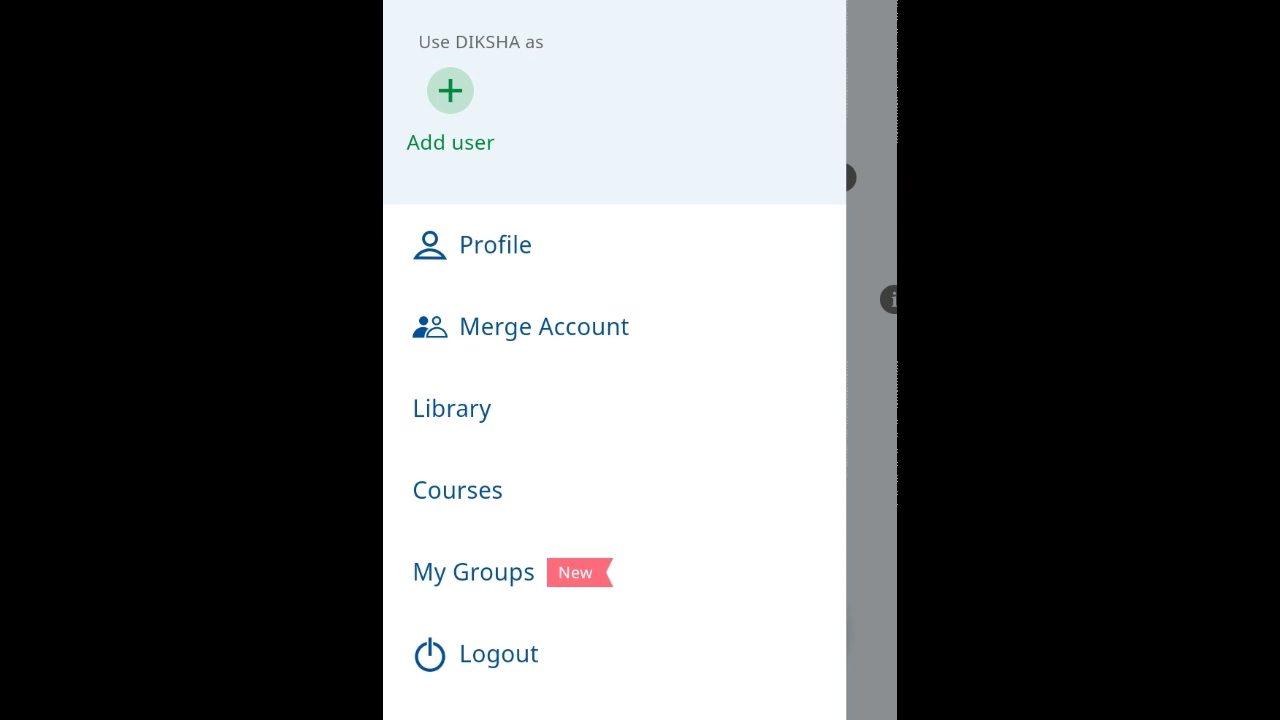 Use DIKSHA as
Add user
Profile
Merge Account
Library
Courses
My Groups New
Logout